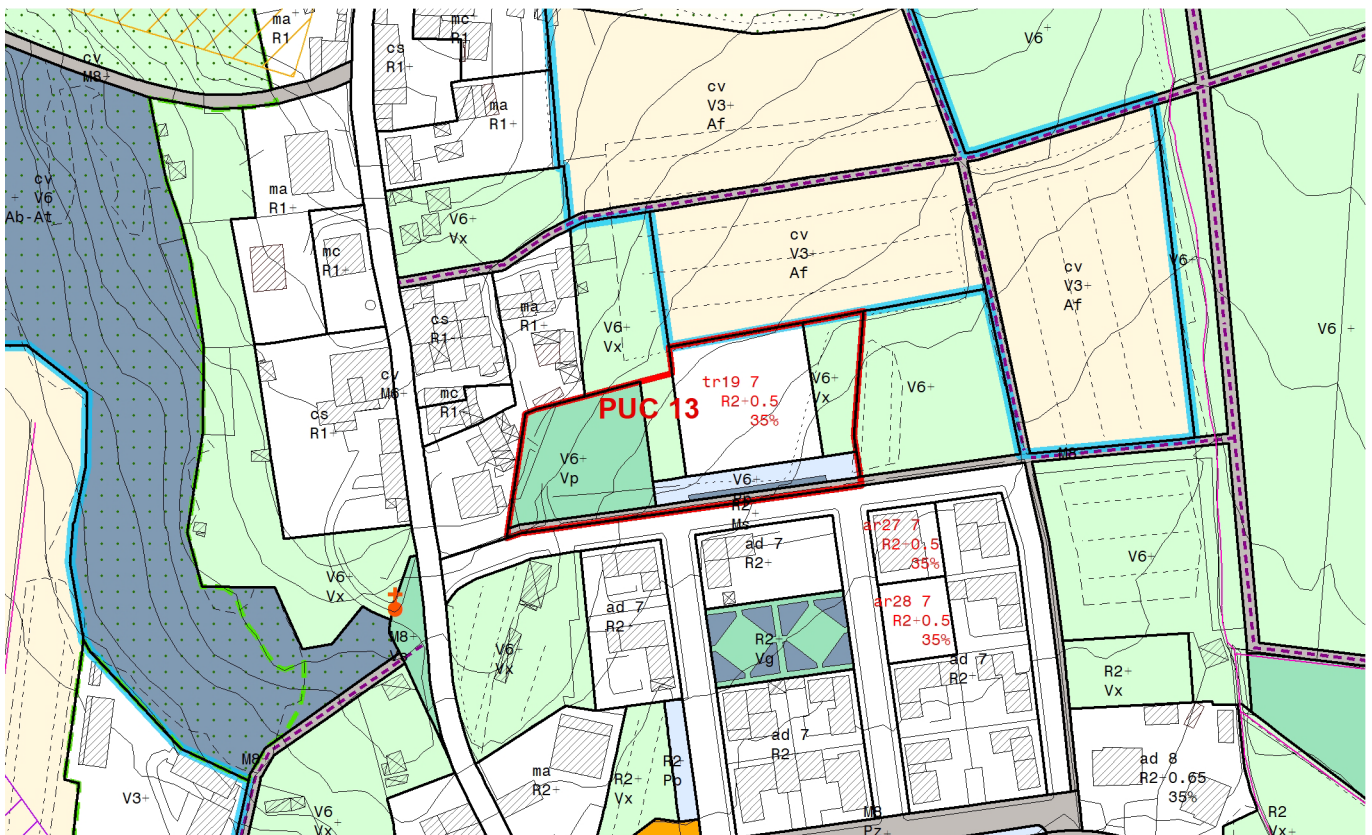 ma
R1
mc
R1
cs
R1+
V6+
cv
M8+
cv
V3+
Af
ma
R1+
cv
V6
Ab-At
ma
R1+
V6+
Vx
mc
R1+
cv
V3+
Af
V6+
cv
V3+
Af
cs
R1+
ma
R1+
V6+
Vx
V6+
cv
M6+
mc
R1+
tr19 7
R2+0.5
35%
V6+
Vx
V6+
PUC 13
cs
R1+
V6+
Vp
M8
V6+
R2+
Ms
ar27 7
R2+0.5
35%
ad 7
R2+
V6+
V6+
Vx
ad 7
R2+
ar28 7
R2+0.5
35%
M8+
R2+
Vg
V6+
Vx
ad 7
R2+
R2+
Vx
ad 7
R2
M8
ma
R2+
R2+
Vx
R2
Pp
ad 8
R2+0.65
35%
V3+
V6+
Vx
M8
Pz+
R2
Vx+